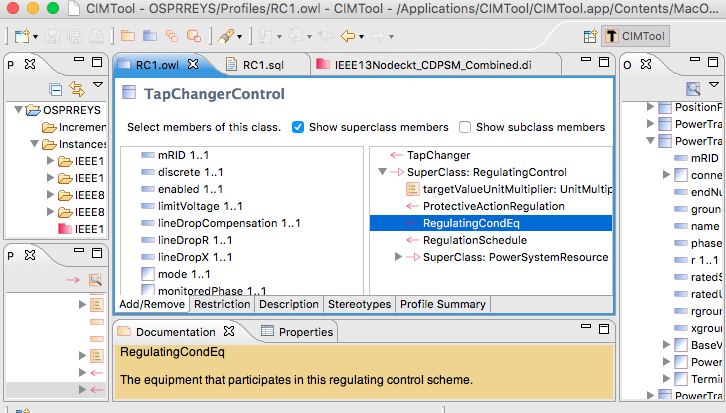 CIMTool - OSPRREYS/Profiles/RC1.owl - /Applications/CIMTool/CIMTool.app/Contents/MacO...
CIMTool
P
OSPRREYS
Increme
Instances
IEEE1
IEEE1
IEEE8
IEEE8
IEEE1
P
RC1.owl
RC1.sql
IEEE13Nodeckt_CDPSM_Combined.di
TapChangerControl
Select members of this class.
Show superclass members
Show subclass members
mRID 1..1
discrete 1..1
enabled 1..1
limitVoltage 1..1
lineDropCompensation 1..1
lineDropR 1..1
lineDropX 1..1
mode 1..1
monitoredPhase 1..1
TapChanger
SuperClass: RegulatingControl
targetValueUnitMultiplier: UnitMultip
ProtectiveActionRegulation
RegulatingCondEq
RegulationSchedule
SuperClass: PowerSystemResource
Add/Remove
Restriction
Description
Stereotypes
Profile Summary
Documentation
Properties
RegulatingCondEq
The equipment that participates in this regulating control scheme.
O
PositionP
PowerTra
PowerTra
mRID
conne
endNu
groun
name
phase
r 1..1
ratedS
ratedU
rgroun
xgroun
BaseV
Power
Termi
PowerTra